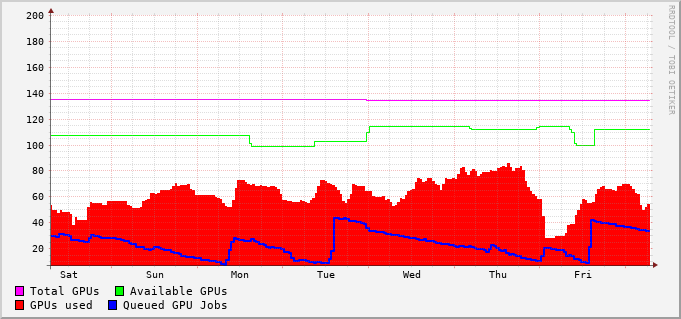 200
180
160
140
120
100
80
60
40
20
Sat Sun Mon Tue Wed Thu Fri
Total GPUs Available GPUs
GPUs used Queued GPU Jobs
RRDTOOL / TOBI OETIKER